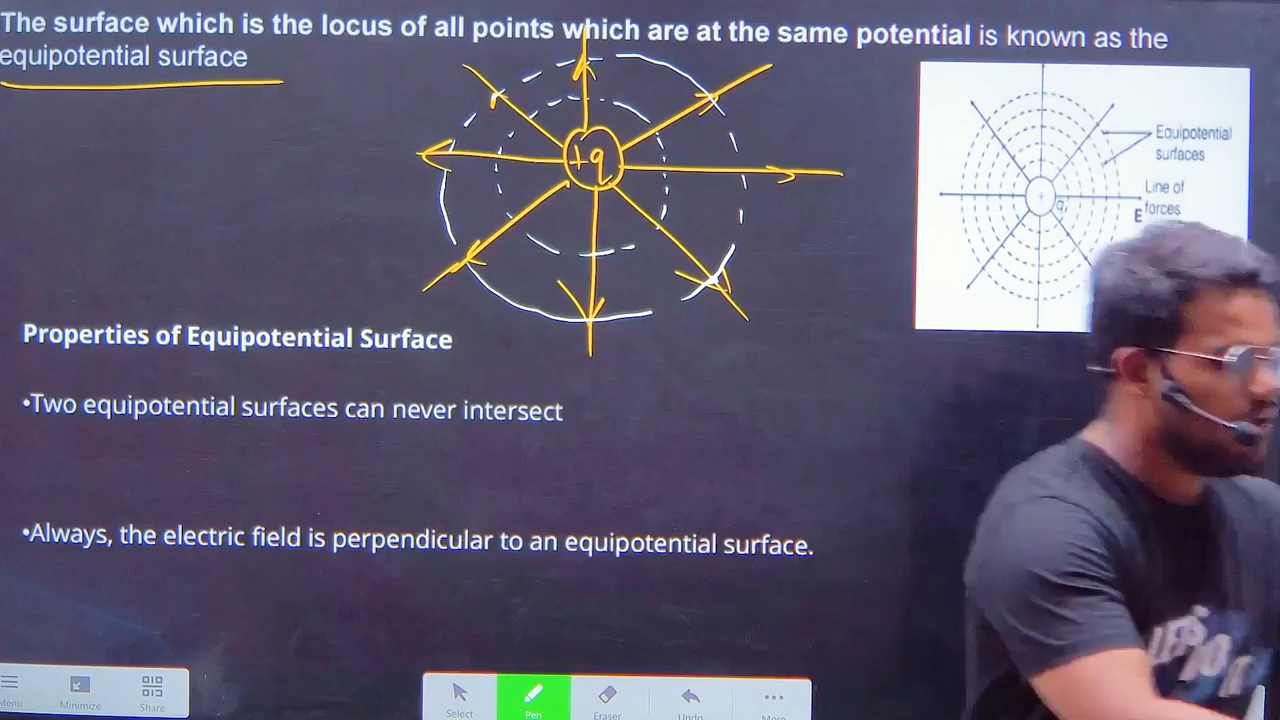 The surface which is the locus of all points which are at the same potential is known as the
equipotential surface
+q
Equipotential
surfaces
Line of
forces
E
+
q
Properties of Equipotential Surface
•Two equipotential surfaces can never intersect
•Always, the electric field is perpendicular to an equipotential surface.
Menu
Minimize
Share
Select
Pen
Eraser
Undo
More